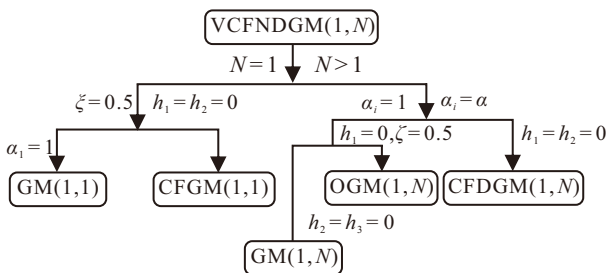 VCFNDGM(1,N)
N=1 N>1
ξ=0.5 h₁=h₂=0 αᵢ=1 αᵢ=α
α₁=1 h₁=0,ζ=0.5 h₁=h₂=0
GM(1,1) CFGM(1,1) OGM(1,N) CFDGM(1,N)
h₂=h₃=0
GM(1,N)